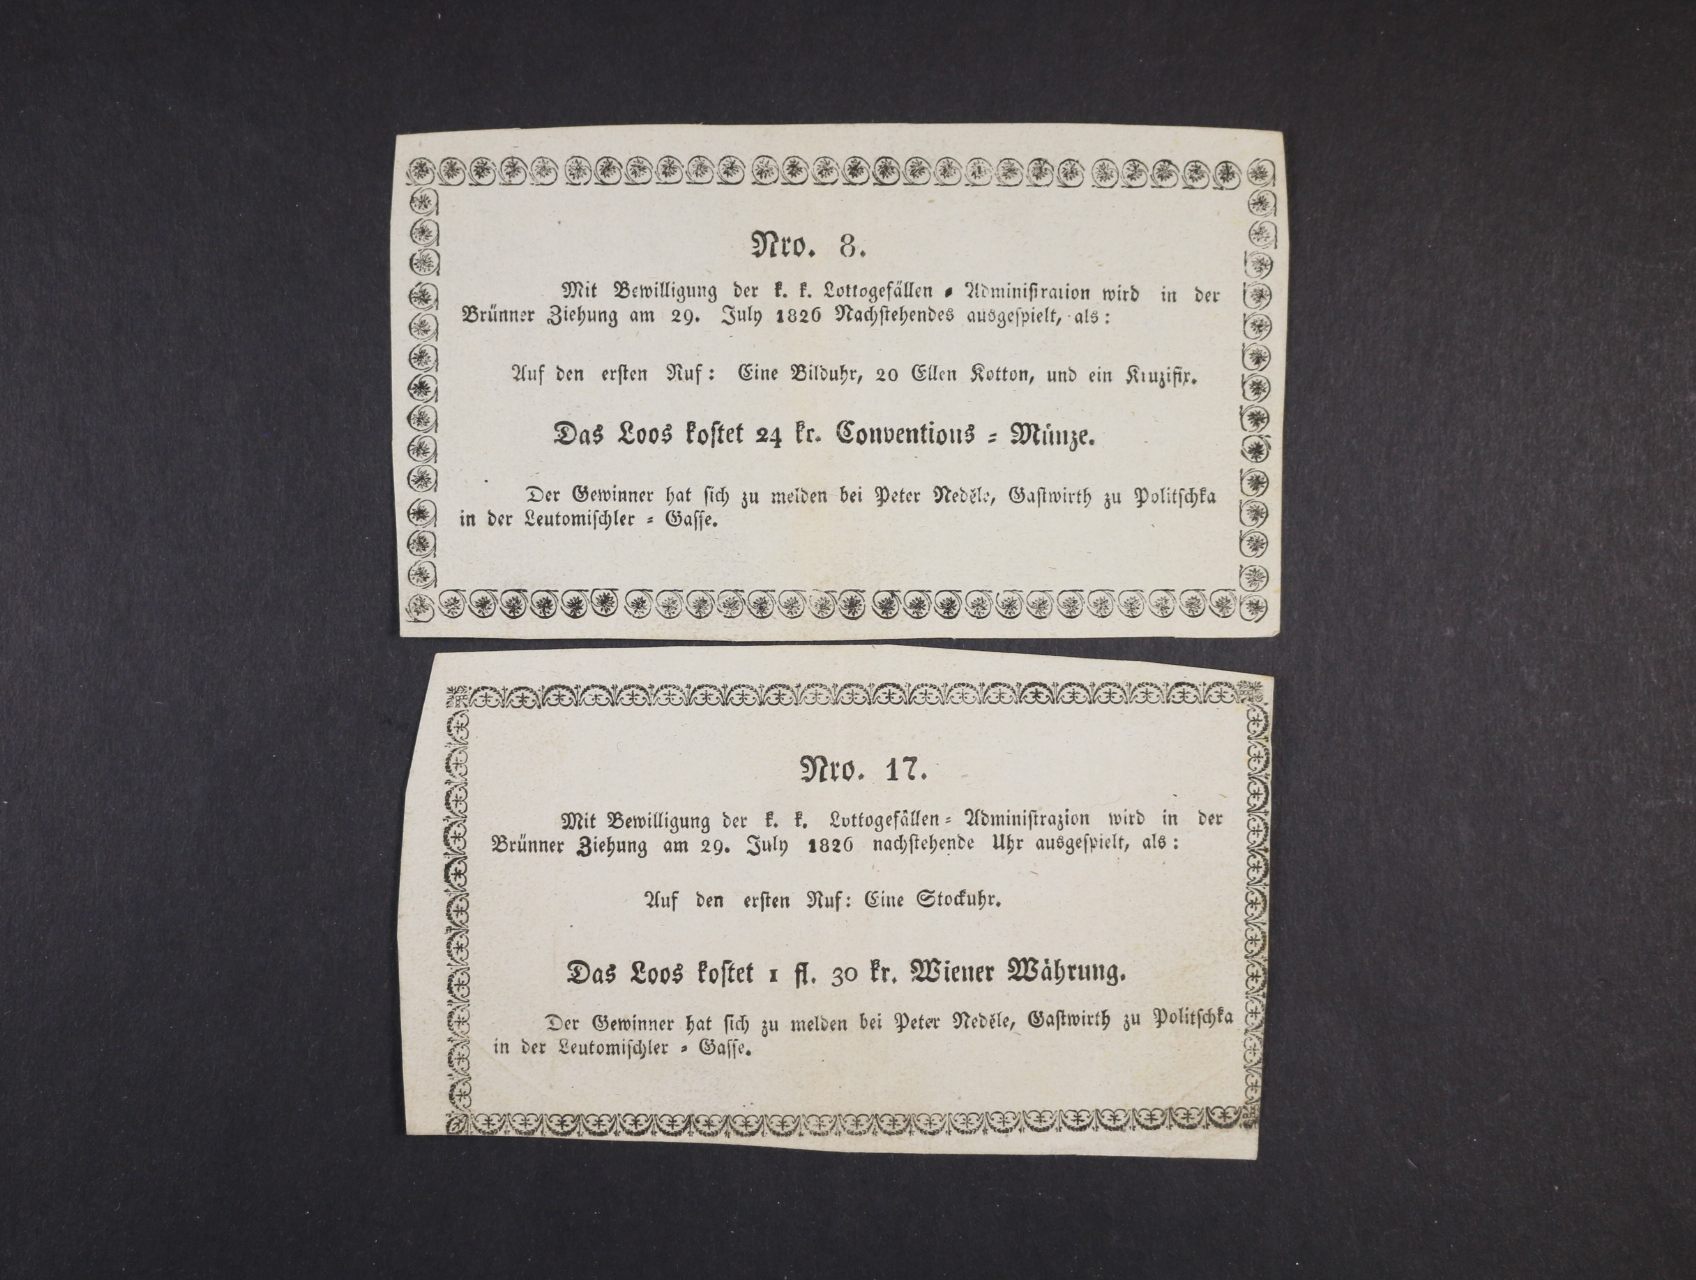 Nro. 8.
Mit Bewilligung der k. k. Lottogefällen = Administration wird in der
Brünner Ziehung am 29. July 1826 Nachstehendes ausgespielt, als:
Auf den ersten Ruf: Eine Bilduhr, 20 Ellen Kotton, und ein Kruzifix.
Das Loos kostet 24 kr. Conventions = Münze.
Der Gewinner hat sich zu melden bei Peter Neděle, Gastwirth zu Politschka
in der Leutomischler = Gasse.
Nro. 17.
Mit Bewilligung der k. k. Lottogefällen = Administrazion wird in der
Brünner Ziehung am 29. July 1826 nachstehende Uhr ausgespielt, als:
Auf den ersten Ruf: Eine Stockuhr.
Das Loos kostet 1 fl. 30 kr. Wiener Währung.
Der Gewinner hat sich zu melden bei Peter Neděle, Gastwirth zu Politschka
in der Leutomischler = Gasse.